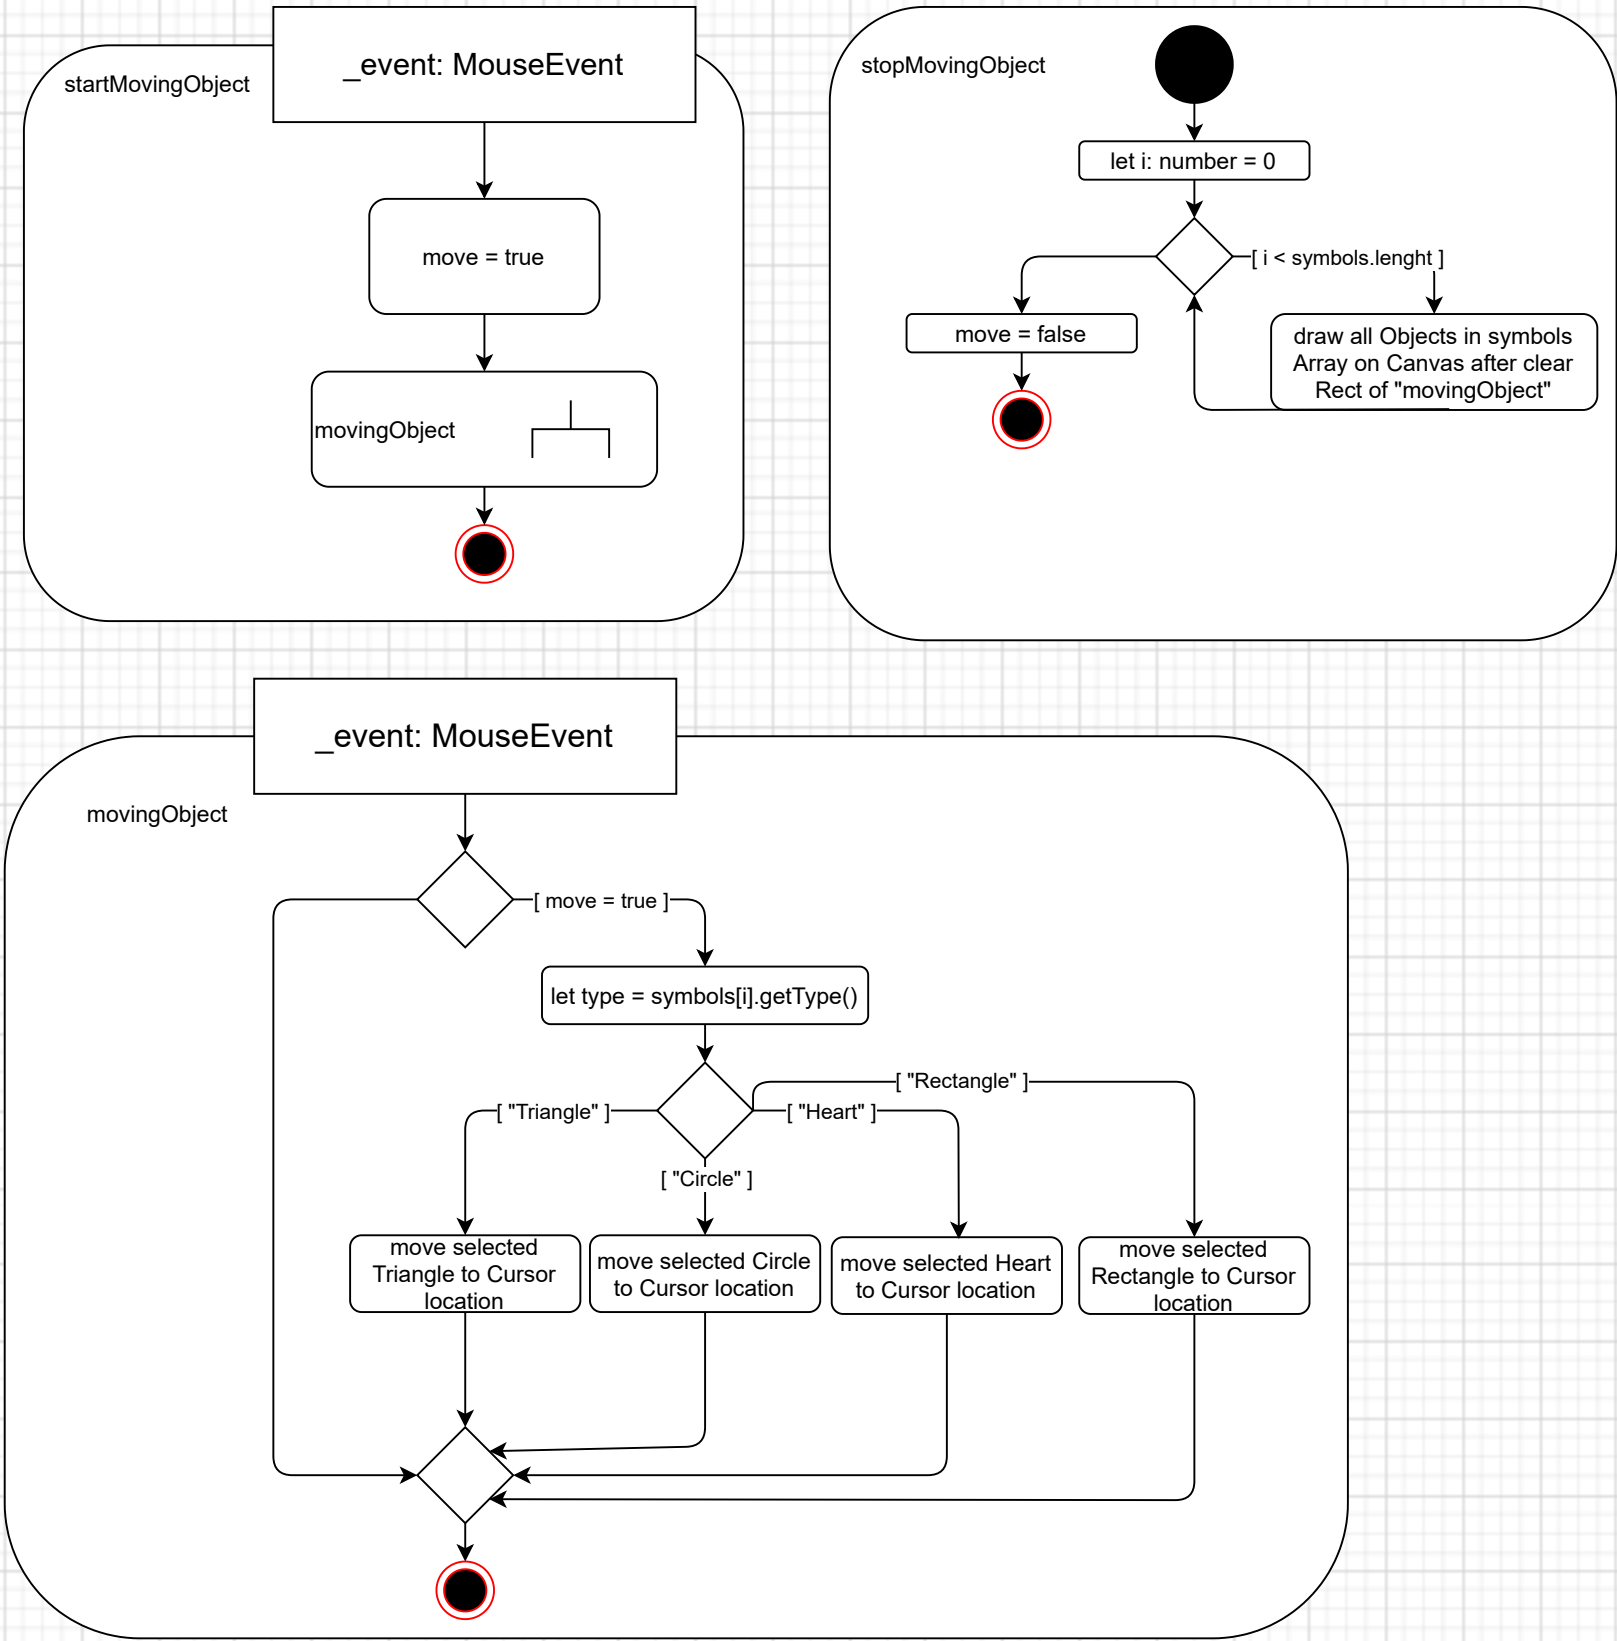 _event: MouseEvent
startMovingObject
move = true
movingObject
stopMovingObject
let i: number = 0
[ i < symbols.lenght ]
move = false
draw all Objects in symbols
Array on Canvas after clear
Rect of "movingObject"
_event: MouseEvent
movingObject
[ move = true ]
let type = symbols[i].getType()
[ "Rectangle" ]
[ "Triangle" ]
[ "Heart" ]
[ "Circle" ]
move selected
Triangle to Cursor
location
move selected Circle
to Cursor location
move selected Heart
to Cursor location
move selected
Rectangle to Cursor
location